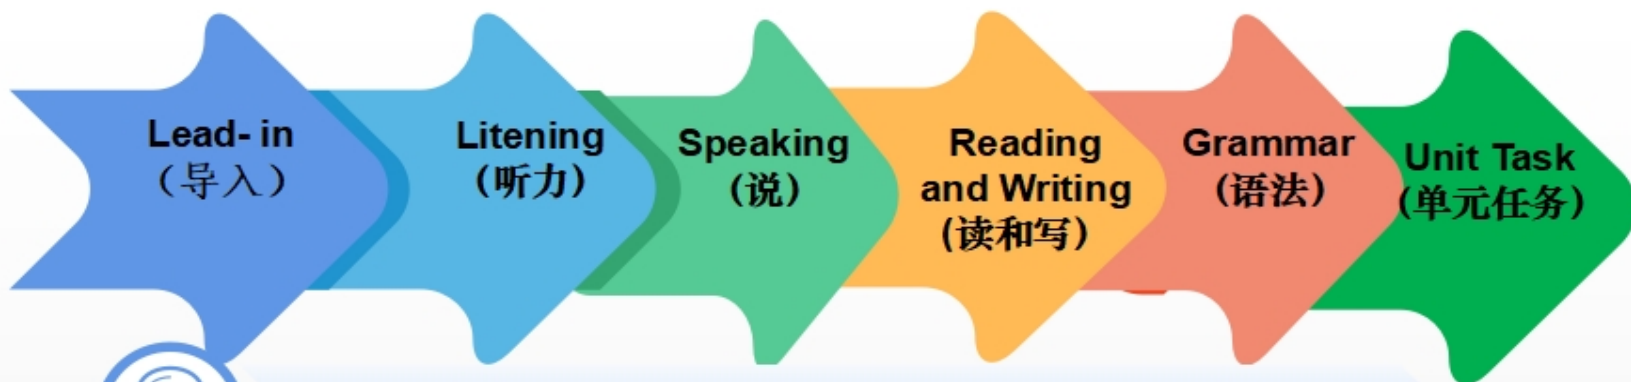 Lead- in
（导入）
Litening
(听力)
Speaking
(说)
Reading
and Writing
(读和写)
Grammar
(语法)
Unit Task
(单元任务)